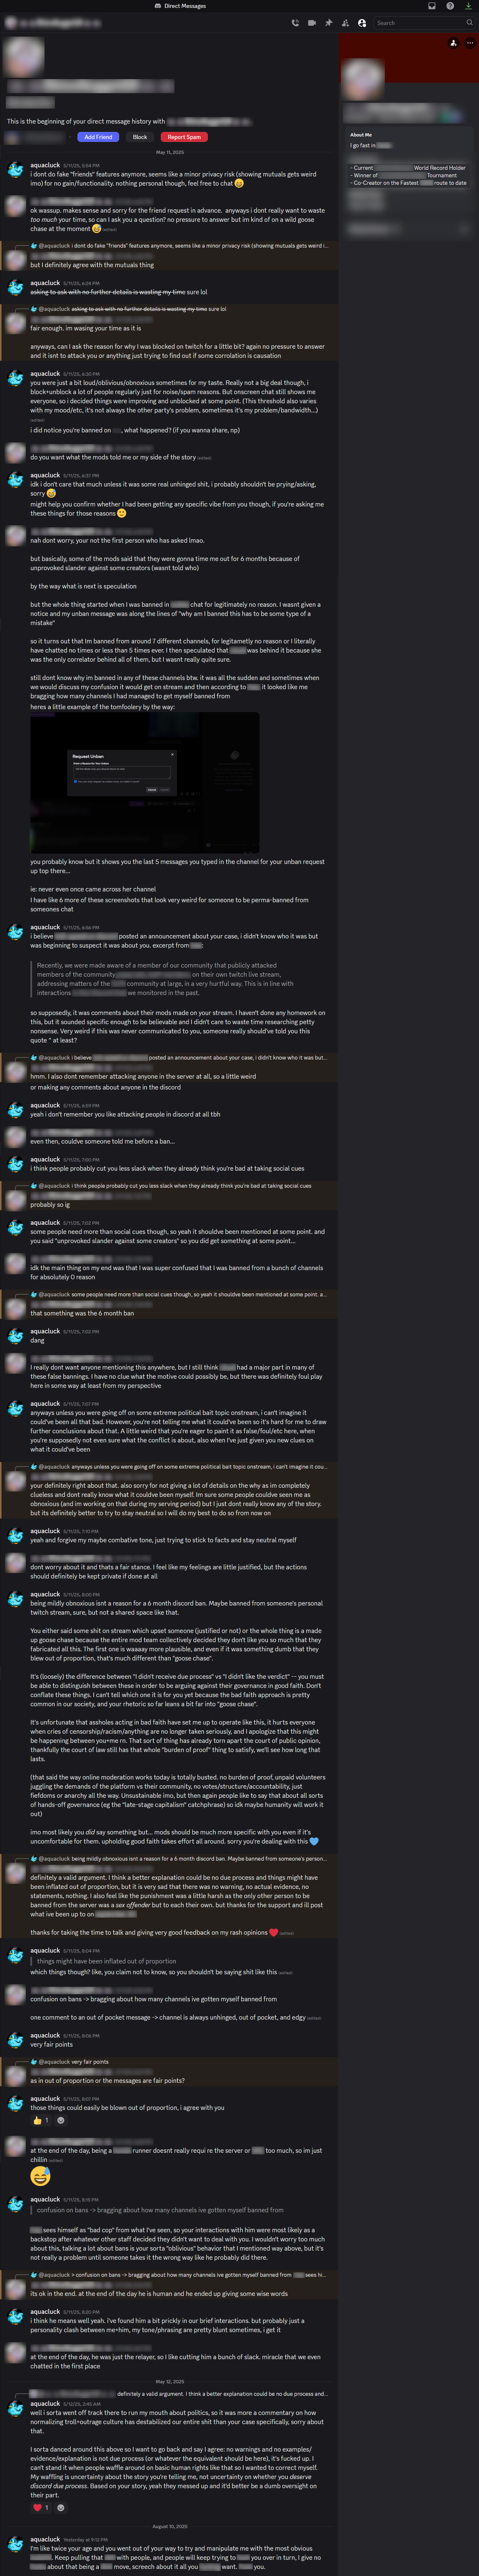 Direct Messages
Search
This is the beginning of your direct message history with
Add Friend Block Report Spam
About Me
I go fast in
- Current World Record Holder
- Winner of Tournament
- Co-Creator on the Fastest route to date
May 11, 2025
aquacluck 5/11/25, 5:54 PM
i dont do fake "friends" features anymore, seems like a minor privacy risk (showing mutuals gets weird
imo) for no gain/functionality. nothing personal though, feel free to chat 😅
ok wassup. makes sense and sorry for the friend request in advance. anyways i dont really want to waste
too much your time, so can I ask you a question? no pressure to answer but im kind of on a wild goose
chase at the moment 😅 (edited)
@aquacluck i dont do fake "friends" features anymore, seems like a minor privacy risk (showing mutuals gets weird i...
but I definitely agree with the mutuals thing
aquacluck 5/11/25, 6:24 PM
asking to ask with no further details is wasting my time sure lol
@aquacluck asking to ask with no further details is wasting my time sure lol
fair enough. im wasing your time as it is
anyways, can I ask the reason for why I was blocked on twitch for a little bit? again no pressure to answer
and it isnt to attack you or anything just trying to find out if some corrolation is causation
aquacluck 5/11/25, 6:30 PM
you were just a bit loud/oblivious/obnoxious sometimes for my taste. Really not a big deal though, i
block+unblock a lot of people regularly just for noise/spam reasons. But onscreen chat still shows me
everyone, so i decided things were improving and unblocked at some point. (This threshold also varies
with my mood/etc, it's not always the other party's problem, sometimes it's my problem/bandwidth...)
(edited)
i did notice you're banned on , what happened? (if you wanna share, np)
do you want what the mods told me or my side of the story (edited)
aquacluck 5/11/25, 6:37 PM
idk i don't care that much unless it was some real unhinged shit, i probably shouldn't be prying/asking,
sorry 😅
might help you confirm whether I had been getting any specific vibe from you though, if you're asking me
these things for those reasons 🙂
nah dont worry, your not the first person who has asked lmao.
but basically, some of the mods said that they were gonna time me out for 6 months because of
unprovoked slander against some creators (wasnt told who)
by the way what is next is speculation
but the whole thing started when I was banned in chat for legitimately no reason. I wasnt given a
notice and my unban message was along the lines of "why am I banned this has to be some type of a
mistake"
so it turns out that Im banned from around 7 different channels, for legitametly no reason or I literally
have chatted no times or less than 5 times ever. I then speculated that was behind it because she
was the only correlator behind all of them, but I wasnt really quite sure.
still dont know why im banned in any of these channels btw. it was all the sudden and sometimes when
we would discuss my confusion it would get on stream and then according to , it looked like me
bragging how many channels I had managed to get myself banned from
heres a little example of the tomfoolery by the way:
Request Unban
you probably know but it shows you the last 5 messages you typed in the channel for your unban request
up top there...
ie: never even once came across her channel
I have like 6 more of these screenshots that look very weird for someone to be perma-banned from
someones chat
aquacluck 5/11/25, 6:56 PM
i believe posted an announcement about your case, i didn't know who it was but
was beginning to suspect it was about you. excerpt from :
Recently, we were made aware of a member of our community that publicly attacked
members of the community on their own twitch live stream,
addressing matters of the community at large, in a very hurtful way. This is in line with
interactions we monitored in the past.
so supposedly, it was comments about their mods made on your stream. I haven't done any homework on
this, but it sounded specific enough to be believable and I didn't care to waste time researching petty
nonsense. Very weird if this was never communicated to you, someone really should've told you this
quote ^ at least?
@aquacluck i believe posted an announcement about your case, i didn't know who it was but...
hmm. I also dont remember attacking anyone in the server at all, so a little weird
or making any comments about anyone in the discord
aquacluck 5/11/25, 6:59 PM
yeah i don't remember you like attacking people in discord at all tbh
even then, couldve someone told me before a ban...
aquacluck 5/11/25, 7:00 PM
i think people probably cut you less slack when they already think you're bad at taking social cues
@aquacluck i think people probably cut you less slack when they already think you're bad at taking social cues
probably so ig
aquacluck 5/11/25, 7:02 PM
some people need more than social cues though, so yeah it shouldve been mentioned at some point. and
you said "unprovoked slander against some creators" so you did get something at some point...
idk the main thing on my end was that I was super confused that I was banned from a bunch of channels
for absolutely 0 reason
@aquacluck some people need more than social cues though, so yeah it shouldve been mentioned at some point. a...
that something was the 6 month ban
aquacluck 5/11/25, 7:02 PM
dang
I really dont want anyone mentioning this anywhere, but I still think had a major part in many of
these false bannings. I have no clue what the motive could possibly be, but there was definitely foul play
here in some way at least from my perspective
aquacluck 5/11/25, 7:07 PM
anyways unless you were going off on some extreme political bait topic onstream, i can't imagine it
could've been all that bad. However, you're not telling me what it could've been so it's hard for me to draw
further conclusions about that. A little weird that you're eager to paint it as false/foul/etc here, when
you're supposedly not even sure what the conflict is about, also when I've just given you new clues on
what it could've been
@aquacluck anyways unless you were going off on some extreme political bait topic onstream, i can't imagine it cou...
your definitely right about that. also sorry for not giving a lot of details on the why as im completely
clueless and dont really know what it couldve been myself. Im sure some people couldve seen me as
obnoxious (and im working on that during my serving period) but I just dont really know any of the story.
but its definitely better to try to stay neutral so I will do my best to do so from now on
aquacluck 5/11/25, 7:10 PM
yeah and forgive my maybe combative tone, just trying to stick to facts and stay neutral myself
dont worry about it and thats a fair stance. I feel like my feelings are little justified, but the actions
should definitely be kept private if done at all
aquacluck 5/11/25, 8:00 PM
being mildly obnoxious isnt a reason for a 6 month discord ban. Maybe banned from someone's personal
twitch stream, sure, but not a shared space like that.
You either said some shit on stream which upset someone (justified or not) or the whole thing is a made
up goose chase because the entire mod team collectively decided they don't like you so much that they
fabricated all this. The first one is waaaay more plausible, and even if it was something dumb that they
blew out of proportion, that's much different than "goose chase".
It's (loosely) the difference between "I didn't receive due process" vs "I didn't like the verdict" -- you must
be able to distinguish between these in order to be arguing against their governance in good faith. Don't
conflate these things. I can't tell which one it is for you yet because the bad faith approach is pretty
common in our society, and your rhetoric so far leans a bit far into "goose chase".
It's unfortunate that assholes acting in bad faith have set me up to operate like this, it hurts everyone
when cries of censorship/racism/anything are no longer taken seriously, and I apologize that this might
be happening between you+me rn. That sort of thing has already torn apart the court of public opinion,
thankfully the court of law still has that whole "burden of proof" thing to satisfy, we'll see how long that
lasts.
(that said the way online moderation works today is totally busted. no burden of proof, unpaid volunteers
juggling the demands of the platform vs their community, no votes/structure/accountability, just
fiefdoms or anarchy all the way. Unsustainable imo, but then again people like to say that about all sorts
of hands-off governance (eg the "late-stage capitalism" catchphrase) so idk maybe humanity will work it
out)
imo most likely you did say something but... mods should be much more specific with you even if it's
uncomfortable for them. upholding good faith takes effort all around. sorry you're dealing with this 💙
@aquacluck being mildly obnoxious isnt a reason for a 6 month discord ban. Maybe banned from someone's person...
definitely a valid argument. I think a better explanation could be no due process and things might have
been inflated out of proportion, but it is very sad that there was no warning, no actual evidence, no
statements, nothing. I also feel like the punishment was a little harsh as the only other person to be
banned from the server was a sex offender but to each their own. but thanks for the support and ill post
what ive been up to on
thanks for taking the time to talk and giving very good feedback on my rash opinions ❤️ (edited)
aquacluck 5/11/25, 8:04 PM
things might have been inflated out of proportion
which things though? like, you claim not to know, so you shouldn't be saying shit like this (edited)
confusion on bans -> bragging about how many channels ive gotten myself banned from
one comment to an out of pocket message -> channel is always unhinged, out of pocket, and edgy (edited)
aquacluck 5/11/25, 8:06 PM
very fair points
@aquacluck very fair points
as in out of proportion or the messages are fair points?
aquacluck 5/11/25, 8:07 PM
those things could easily be blown out of proportion, i agree with you
👍 1
at the end of the day, being a runner doesnt really requi re the server or too much, so im just
chillin (edited)
😅
aquacluck 5/11/25, 8:15 PM
confusion on bans -> bragging about how many channels ive gotten myself banned from
sees himself as "bad cop" from what I've seen, so your interactions with him were most likely as a
backstop after whatever other staff decided they didn't want to deal with you. I wouldn't worry too much
about this, talking a lot about bans is your sorta "oblivious" behavior that I mentioned way above, but it's
not really a problem until someone takes it the wrong way like he probably did there.
@aquacluck > confusion on bans -> bragging about how many channels ive gotten myself banned from sees hi...
its ok in the end. at the end of the day he is human and he ended up giving some wise words
aquacluck 5/11/25, 8:20 PM
i think he means well yeah. i've found him a bit prickly in our brief interactions. but probably just a
personality clash between me+him, my tone/phrasing are pretty blunt sometimes, i get it
at the end of the day, he was just the relayer, so I like cutting him a bunch of slack. miracle that we even
chatted in the first place
May 12, 2025
definitely a valid argument. I think a better explanation could be no due process and...
aquacluck 5/12/25, 3:45 AM
well i sorta went off track there to run my mouth about politics, so it was more a commentary on how
normalizing troll+outrage culture has destabilized our entire shit than your case specifically, sorry about
that.
I sorta danced around this above so I want to go back and say I agree: no warnings and no examples/
evidence/explanation is not due process (or whatever the equivalent should be here), it's fucked up. I
can't stand it when people waffle around on basic human rights like that so I wanted to correct myself.
My waffling is uncertainty about the story you're telling me, not uncertainty on whether you deserve
discord due process. Based on your story, yeah they messed up and it'd better be a dumb oversight on
their part.
❤️ 1
August 10, 2025
aquacluck Yesterday at 9:12 PM
I'm like twice your age and you went out of your way to try and manipulate me with the most obvious
. Keep pulling that with people, and people will keep trying to you over in turn, I give no
about that being a move, screech about it all you want. you.